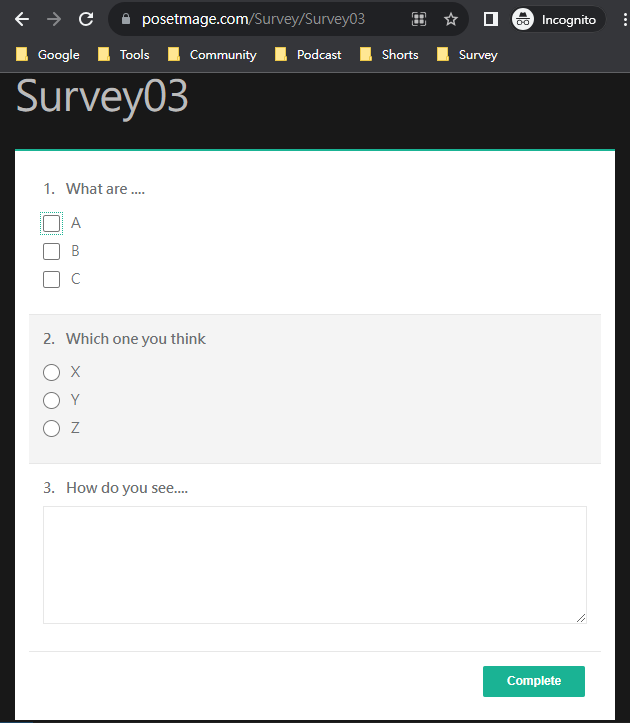 posetmage.com/Survey/Survey03
Incognito
Google Tools Community Podcast Shorts Survey
Survey03
1. What are ....
A
B
C
2. Which one you think
X
Y
Z
3. How do you see....
Complete